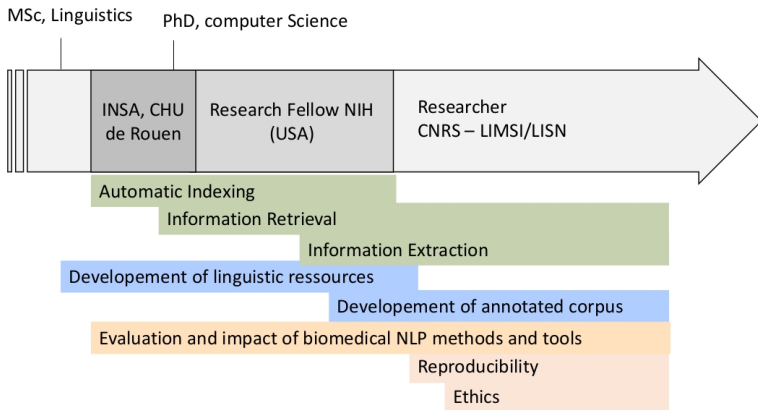 MSc, Linguistics
PhD, computer Science
INSA, CHU
de Rouen
Research Fellow NIH
(USA)
Researcher
CNRS – LIMSI/LISN
Automatic Indexing
Information Retrieval
Information Extraction
Developement of linguistic ressources
Developement of annotated corpus
Evaluation and impact of biomedical NLP methods and tools
Reproducibility
Ethics